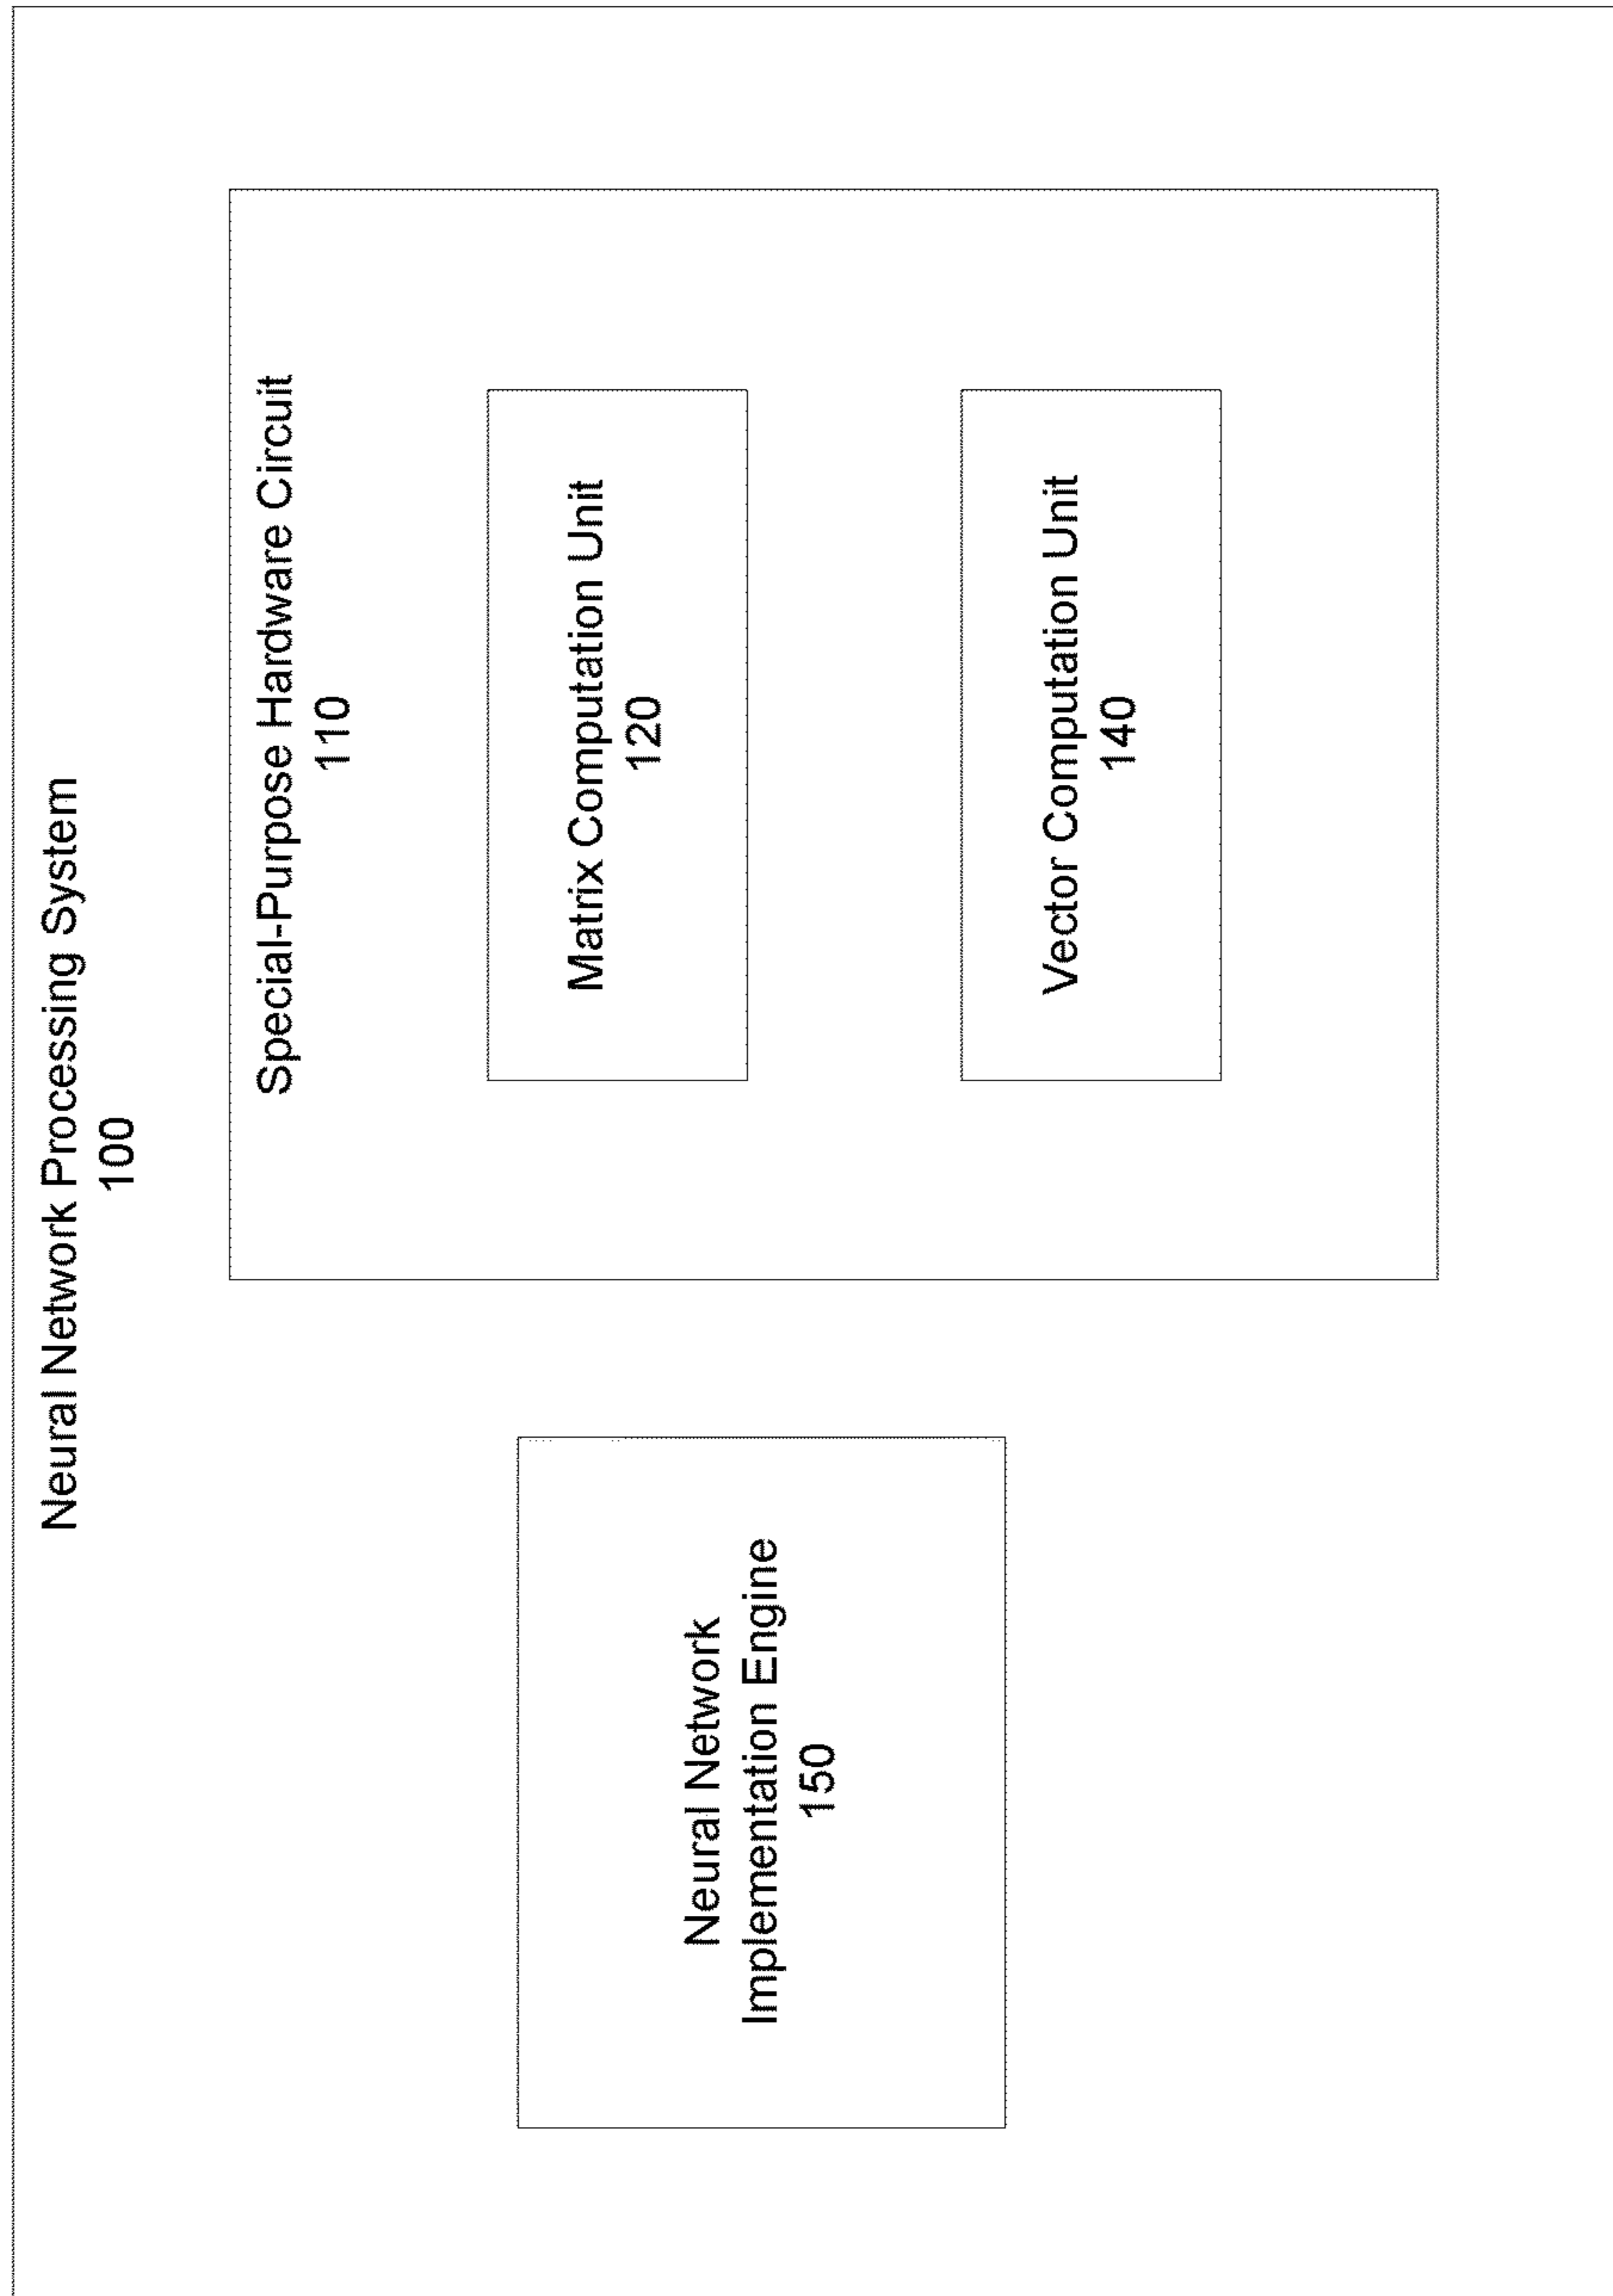 Neural Network Processing System
100
Neural Network
Implementation Engine
150
Special-Purpose Hardware Circuit
110
Matrix Computation Unit
120
Vector Computation Unit
140